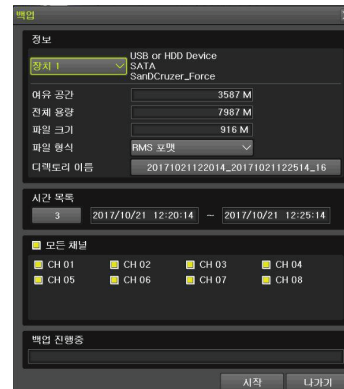 백업
정보
장치 1
USB or HDD Device
SATA
SanDCruzer_Force
여유 공간 3587 M
전체 용량 7987 M
파일 크기 916 M
파일 형식 RMS 포맷
디렉토리 이름 20171021122014_20171021122514_16
시간 목록
3 2017/10/21 12:20:14 ~ 2017/10/21 12:25:14
모든 채널
CH 01 CH 02 CH 03 CH 04
CH 05 CH 06 CH 07 CH 08
백업 진행중
시작 나가기